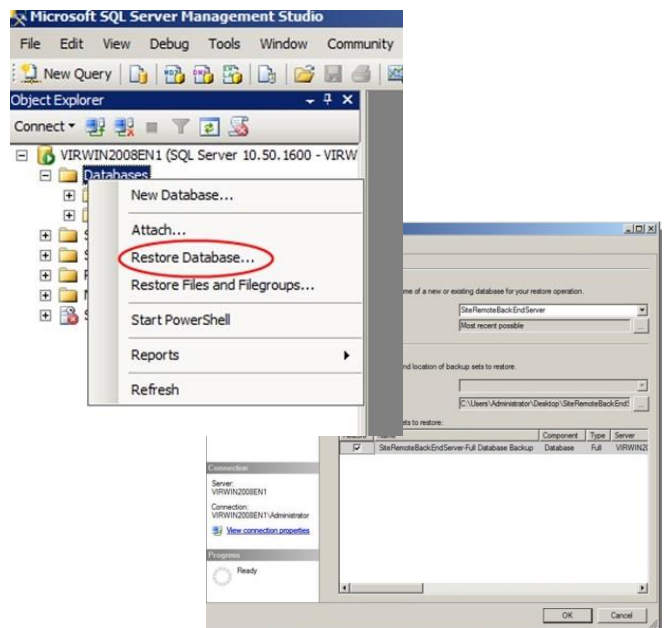 Microsoft SQL Server Management Studio
File Edit View Debug Tools Window Community
New Query
Object Explorer
Connect
VIRWIN2008EN1 (SQL Server 10.50.1600 - VIRW
Databases
New Database...
Attach...
Restore Database...
Restore Files and Filegroups...
Start PowerShell
Reports
Refresh
me of a new or existing database for your restore operation.
SiteRemoteBackEndServer
Most recent possible
...
nd location of backup sets to restore.
C:\Users\Administrator\Desktop\SiteRemoteBackEndS
...
ets to restore:
Name Component Type Server
SiteRemoteBackEndServer-Full Database Backup Database Full VIRWIN20
Connection
Server:
VIRWIN2008EN1
Connection:
VIRWIN2008EN1\Administrator
View connection properties
Progress
Ready
OK Cancel